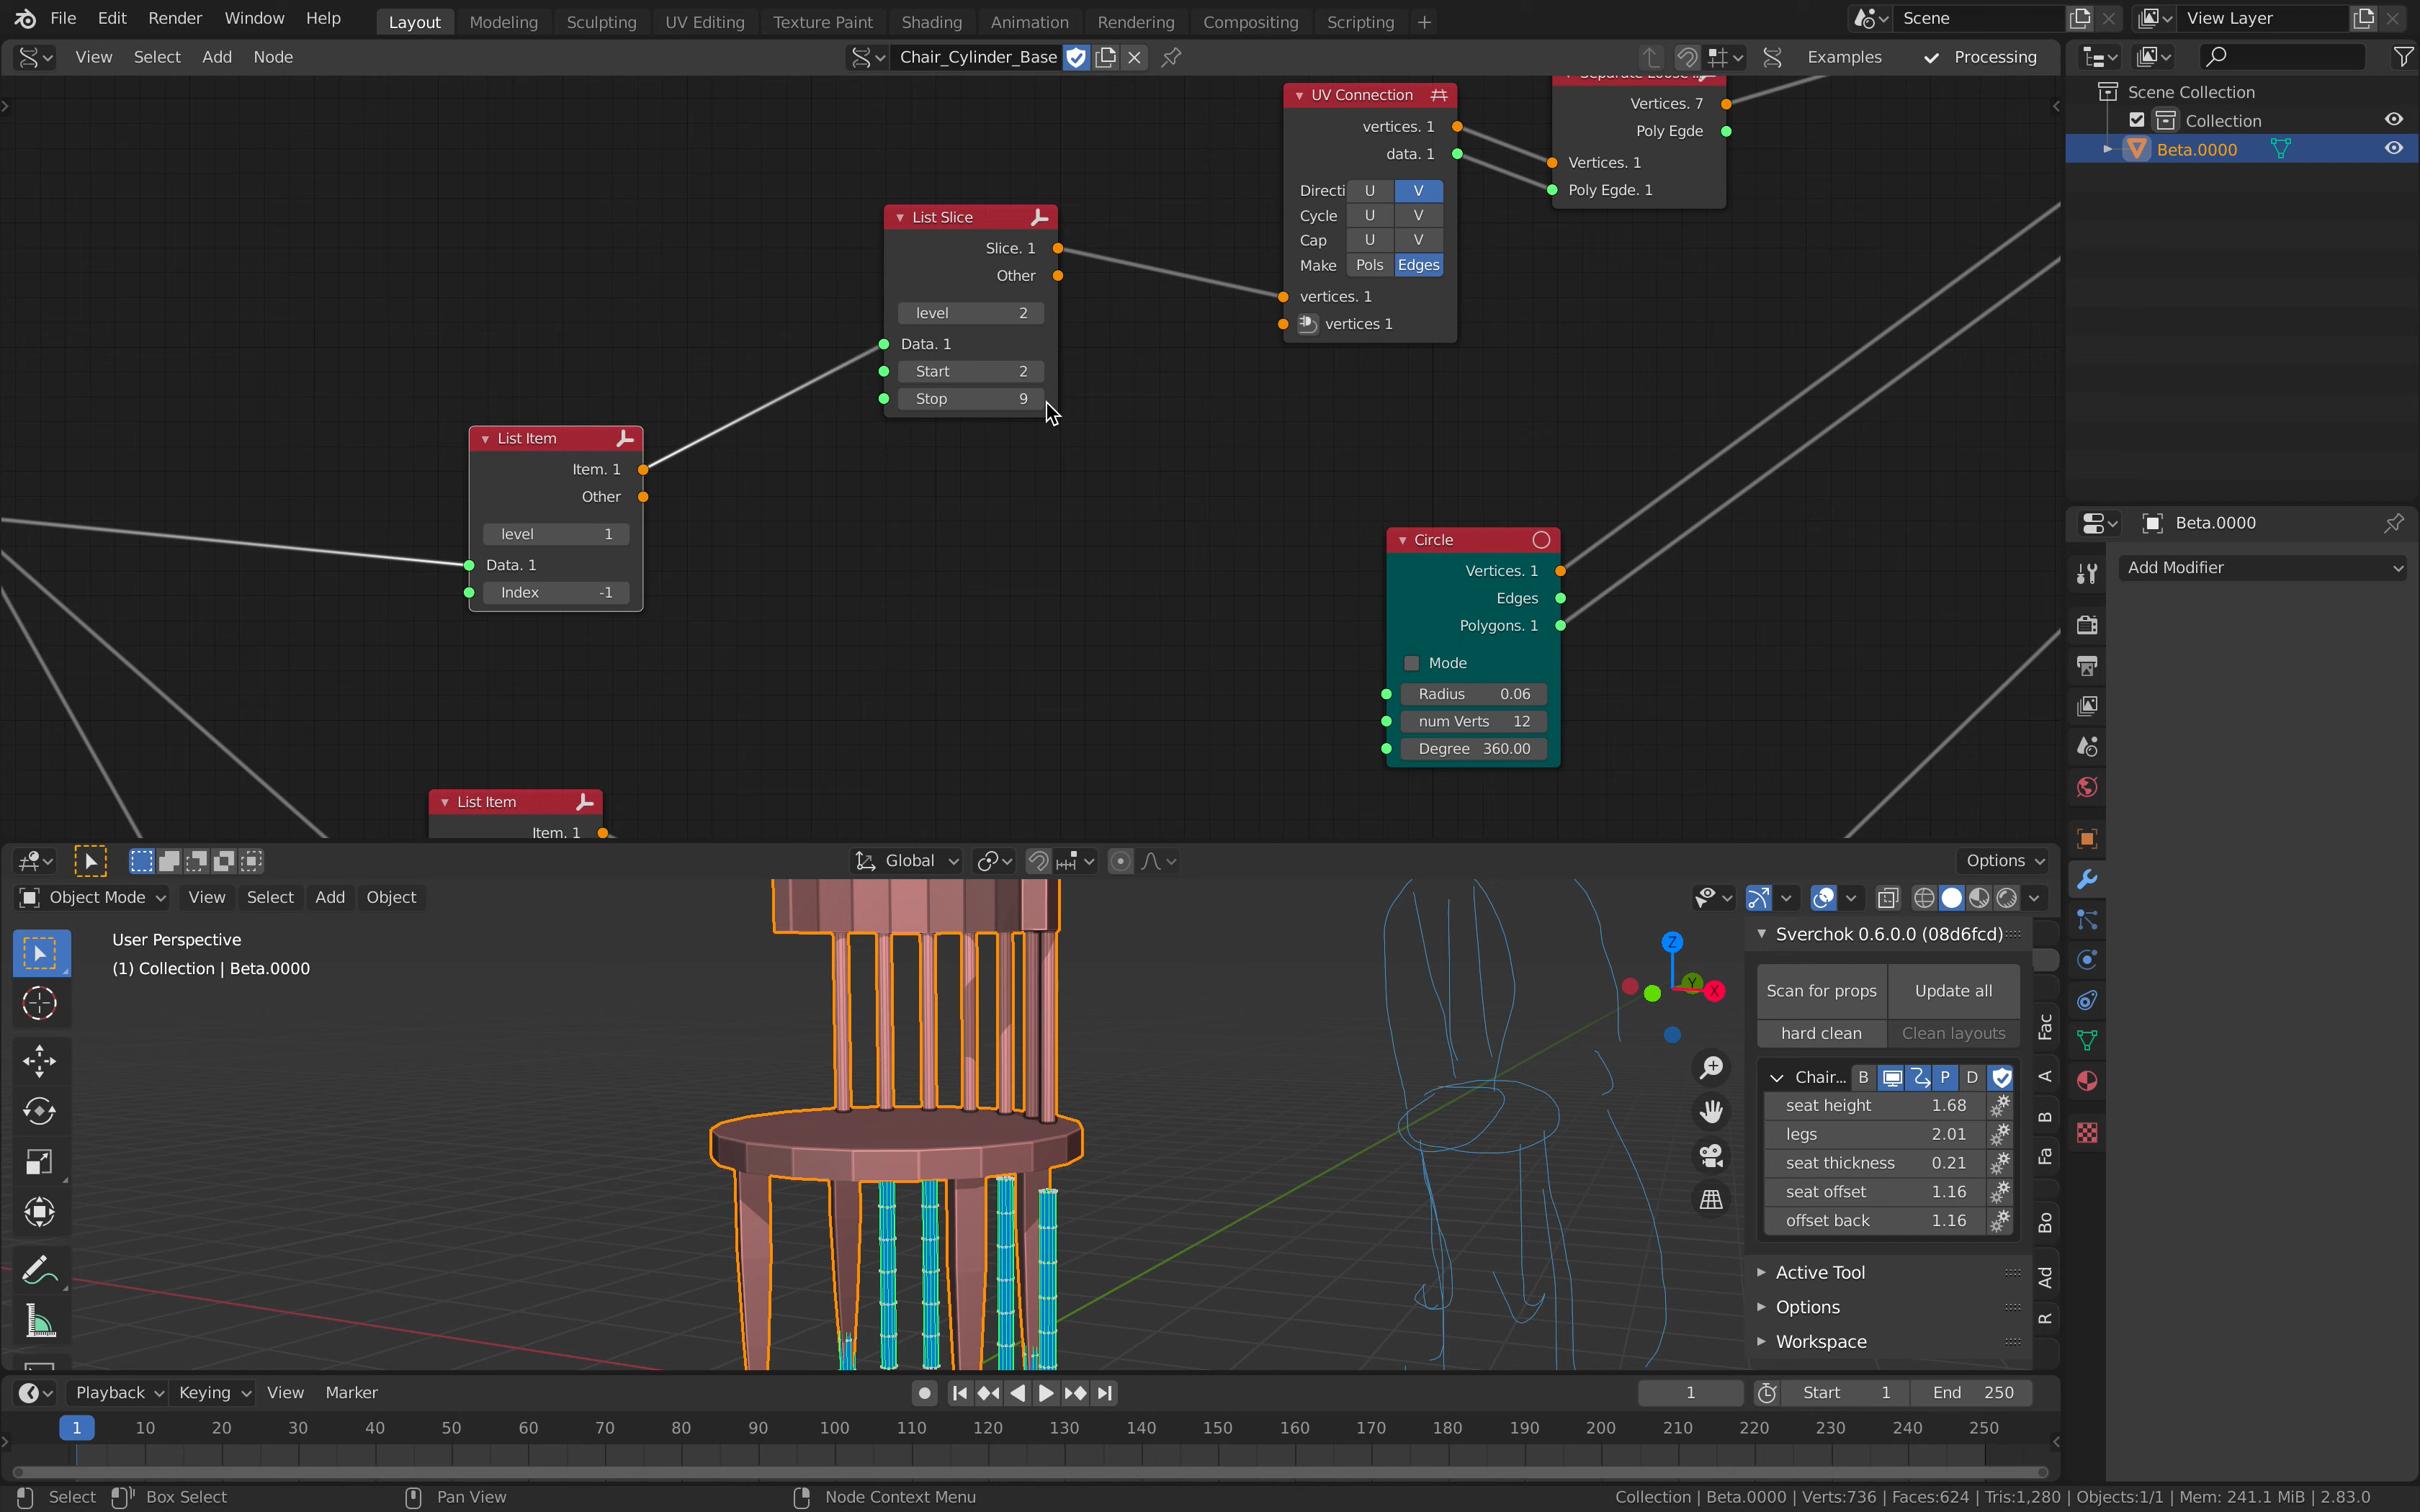 File Edit Render Window Help Layout Modeling Sculpting UV Editing Texture Paint Shading Animation Rendering Compositing Scripting + Scene View Layer
View Select Add Node Chair_Cylinder_Base Examples Processing
Scene Collection
Collection
Beta.0000
UV Connection
vertices. 1
data. 1
Directi U V
Cycle U V
Cap U V
Make Pols Edges
vertices. 1
vertices 1
Vertices. 7
Poly Egde
Vertices. 1
Poly Egde. 1
List Slice
Slice. 1
Other
level 2
Data. 1
Start 2
Stop 9
List Item
Item. 1
Other
level 1
Data. 1
Index -1
Circle
Vertices. 1
Edges
Polygons. 1
Mode
Radius 0.06
num Verts 12
Degree 360.00
List Item
Item. 1
Beta.0000
Add Modifier
Global Options
Object Mode View Select Add Object
User Perspective
(1) Collection | Beta.0000
Z
Y
X
Sverchok 0.6.0.0 (08d6fcd)
Scan for props Update all
hard clean Clean layouts
Chair... B P D
seat height 1.68
legs 2.01
seat thickness 0.21
seat offset 1.16
offset back 1.16
Active Tool
Options
Workspace
Fac
A
B
Fa
Bo
Ad
R
Playback Keying View Marker 1 Start 1 End 250
1 10 20 30 40 50 60 70 80 90 100 110 120 130 140 150 160 170 180 190 200 210 220 230 240 250
Select Box Select Pan View Node Context Menu Collection | Beta.0000 | Verts:736 | Faces:624 | Tris:1,280 | Objects:1/1 | Mem: 241.1 MiB | 2.83.0